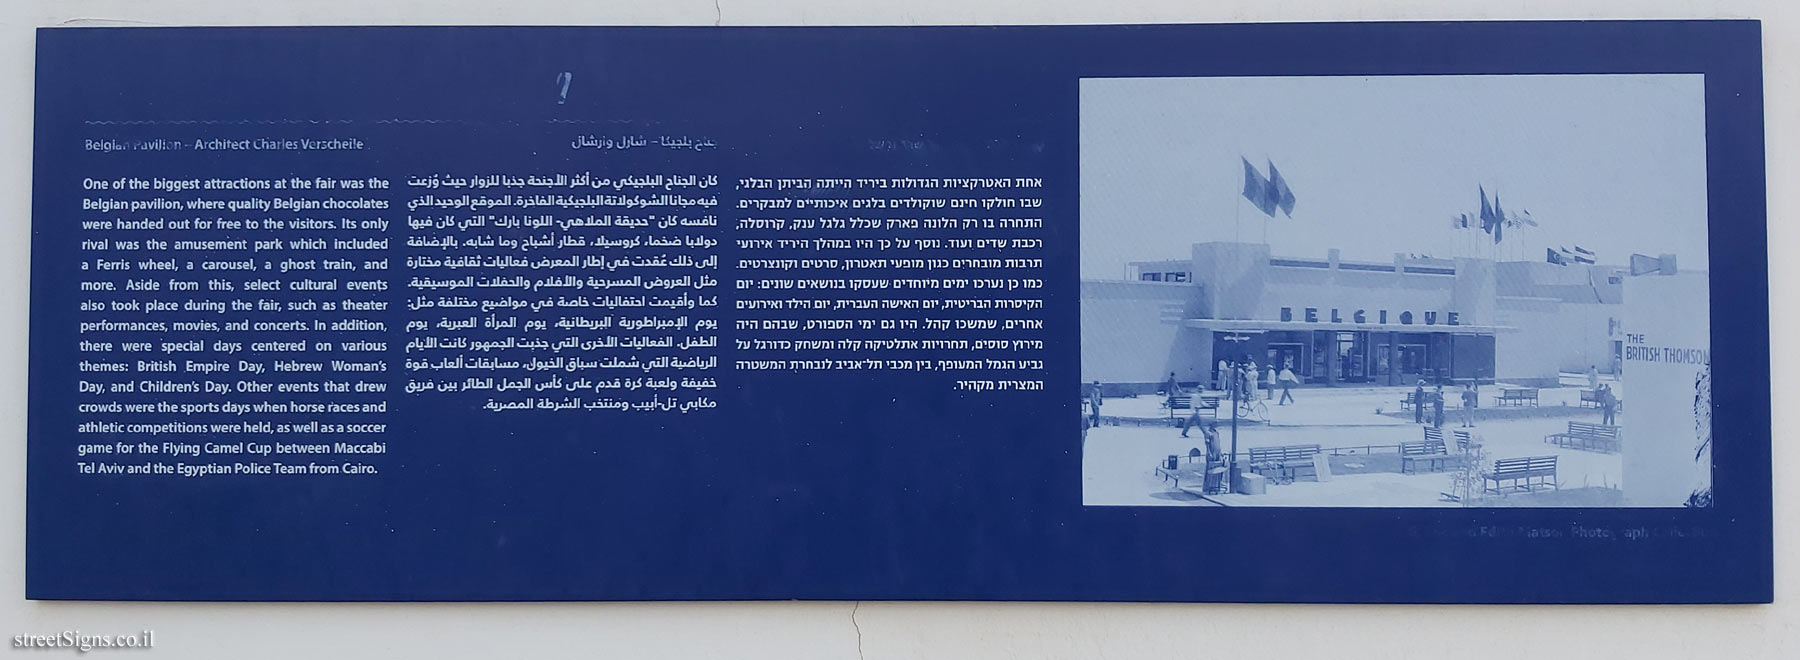 Belgian Pavilion – Architect Charles Verschelle
One of the biggest attractions at the fair was the
Belgian pavilion, where quality Belgian chocolates
were handed out for free to the visitors. Its only
rival was the amusement park which included
a Ferris wheel, a carousel, a ghost train, and
more. Aside from this, select cultural events
also took place during the fair, such as theater
performances, movies, and concerts. In addition,
there were special days centered on various
themes: British Empire Day, Hebrew Woman's
Day, and Children's Day. Other events that drew
crowds were the sports days when horse races and
athletic competitions were held, as well as a soccer
game for the Flying Camel Cup between Maccabi
Tel Aviv and the Egyptian Police Team from Cairo.
جناح بلجيكا – شارل وارشال
كان الجناح البلجيكي من أكثر الأجنحة جذبا للزوار حيث وُزعت
فيه مجانا الشوكولاتة البلجيكية الفاخرة. الموقع الوحيد الذي
نافسه كان "حديقة الملاهي- اللونا بارك" التي كان فيها
دولابا ضخما، كروسيلا، قطار أشباح وما شابه. بالإضافة
إلى ذلك عُقدت في إطار المعرض فعاليات ثقافية مختارة
مثل العروض المسرحية والأفلام والحفلات الموسيقية.
كما وأقيمت احتفاليات خاصة في مواضيع مختلفة مثل:
يوم الإمبراطورية البريطانية، يوم المرأة العبرية، يوم
الطفل. الفعاليات الأخرى التي جذبت الجمهور كانت الأيام
الرياضية التي شملت سباق الخيول، مسابقات ألعاب قوة
خفيفة ولعبة كرة قدم على كأس الجمل الطائر بين فريق
مكابي تل-أبيب ومنتخب الشرطة المصرية.
אחת האטרקציות הגדולות ביריד הייתה הביתן הבלגי,
שבו חולקו חינם שוקולדים בלגים איכותיים למבקרים.
התחרה בו רק הלונה פארק שכלל גלגל ענק, קרוסלה,
רכבת שדים ועוד. נוסף על כך היו במהלך היריד אירועי
תרבות מובחרים כגון מופעי תאטרון, סרטים וקונצרטים.
כמו כן נערכו ימים מיוחדים שעסקו בנושאים שונים: יום
הקיסרות הבריטית, יום האישה העברית, יום הילד ואירועים
אחרים, שמשכו קהל. היו גם ימי הספורט, שבהם היה
מירוץ סוסים, תחרויות אתלטיקה קלה ומשחק כדורגל על
גביע הגמל המעופף, בין מכבי תל־אביב לנבחרת המשטרה
המצרית מקהיר.
BELGIQUE
THE
BRITISH THOMSON
Edith Matson Photograph
streetSigns.co.il